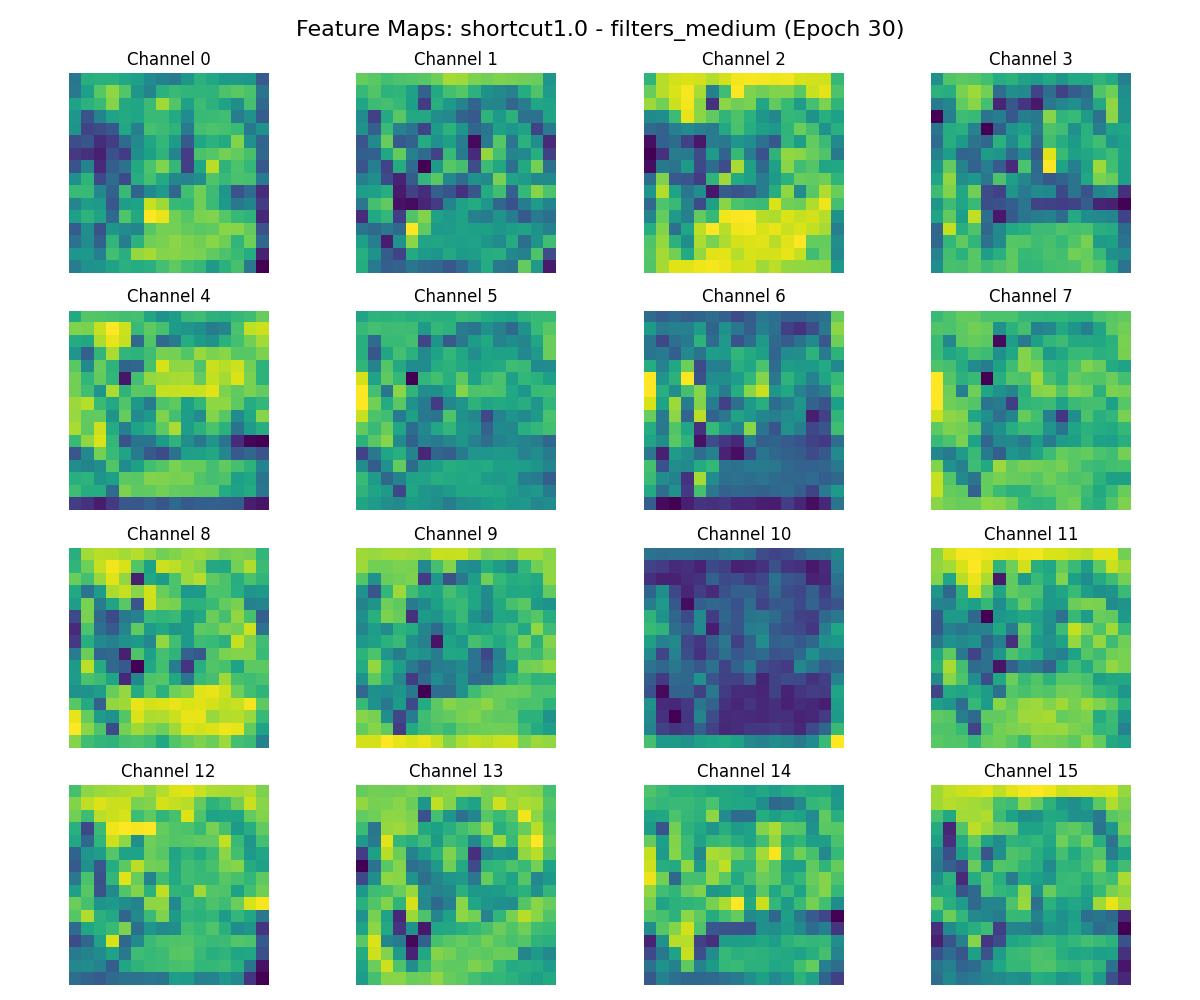 Feature Maps: shortcut1.0 - filters_medium (Epoch 30)
Channel 0
Channel 1
Channel 2
Channel 3
Channel 4
Channel 5
Channel 6
Channel 7
Channel 8
Channel 9
Channel 10
Channel 11
Channel 12
Channel 13
Channel 14
Channel 15